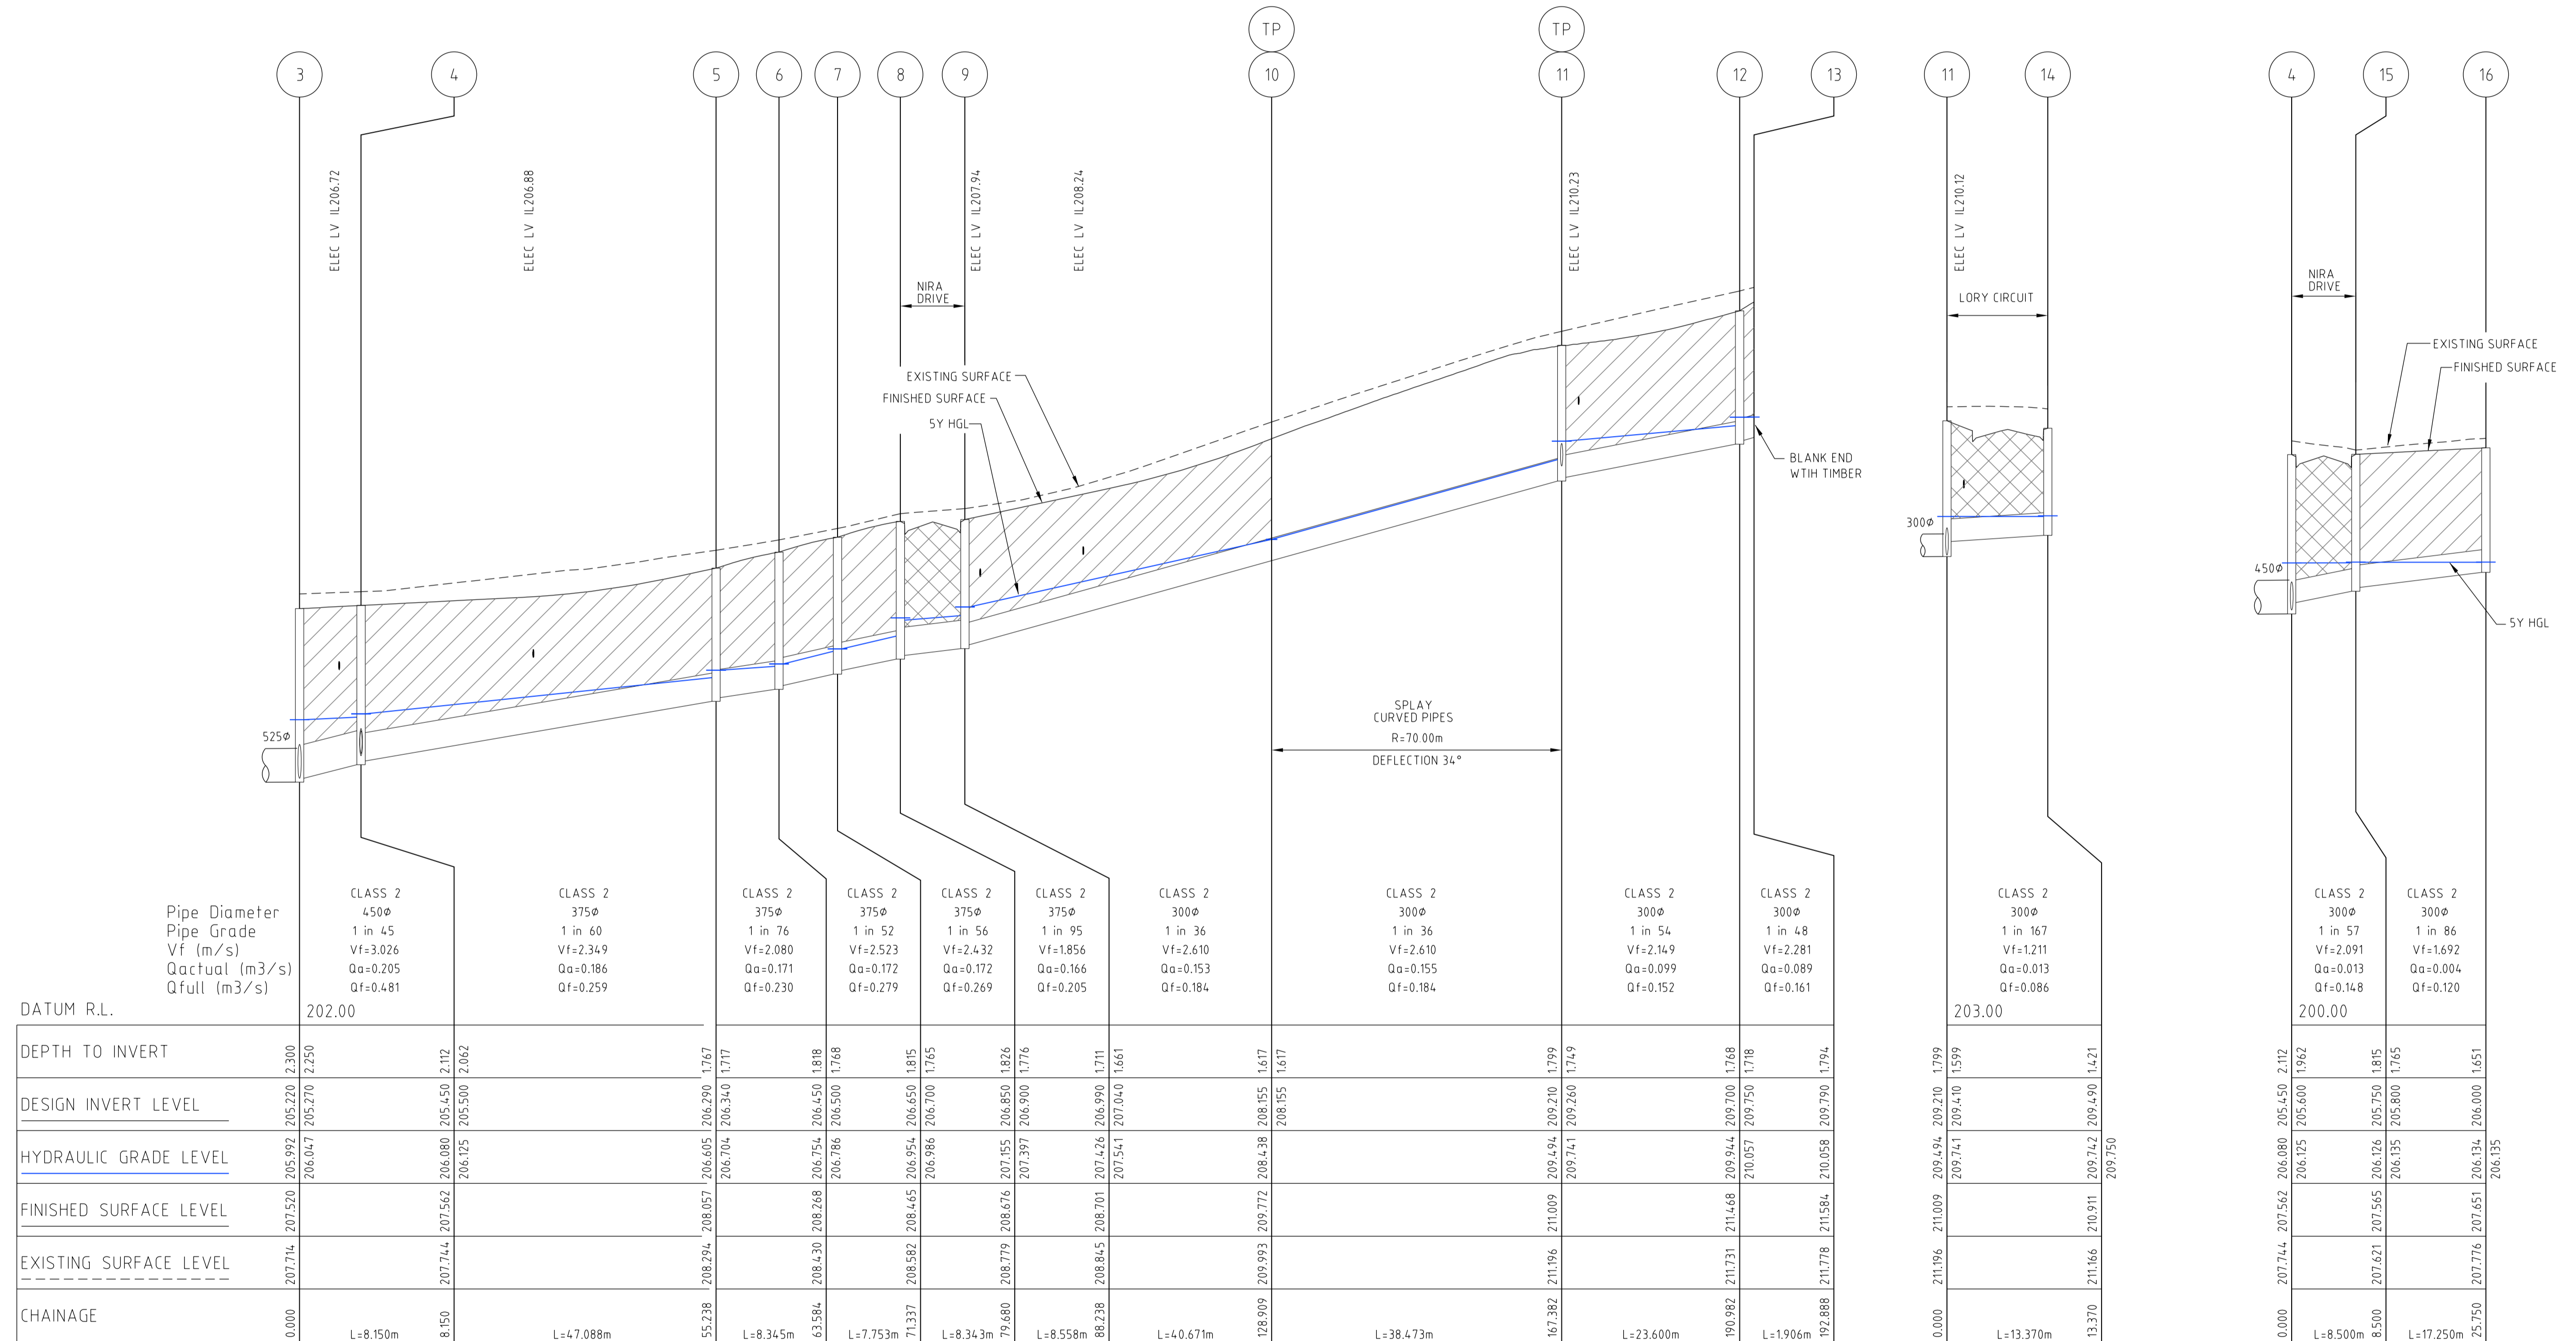 TP
TP
3
4
5
6
7
8
9
10
11
12
13
11
14
4
15
16
ELEC LV IL206.72
ELEC LV IL206.88
ELEC LV IL207.94
ELEC LV IL208.24
ELEC LV IL210.23
ELEC LV IL210.12
NIRA
DRIVE
LORY CIRCUIT
NIRA
DRIVE
EXISTING SURFACE
FINISHED SURFACE
5Y HGL
EXISTING SURFACE
FINISHED SURFACE
5Y HGL
BLANK END
WTIH TIMBER
525Ø
300Ø
450Ø
SPLAY
CURVED PIPES
R=70.00m
DEFLECTION 34°
Pipe Diameter
Pipe Grade
Vf (m/s)
Qactual (m3/s)
Qfull (m3/s)
CLASS 2
450Ø
1 in 45
Vf=3.026
Qa=0.205
Qf=0.481
CLASS 2
375Ø
1 in 60
Vf=2.349
Qa=0.186
Qf=0.259
CLASS 2
375Ø
1 in 76
Vf=2.080
Qa=0.171
Qf=0.230
CLASS 2
375Ø
1 in 52
Vf=2.523
Qa=0.172
Qf=0.279
CLASS 2
375Ø
1 in 56
Vf=2.432
Qa=0.172
Qf=0.269
CLASS 2
375Ø
1 in 95
Vf=1.856
Qa=0.166
Qf=0.205
CLASS 2
300Ø
1 in 36
Vf=2.610
Qa=0.153
Qf=0.184
CLASS 2
300Ø
1 in 36
Vf=2.610
Qa=0.155
Qf=0.184
CLASS 2
300Ø
1 in 54
Vf=2.149
Qa=0.099
Qf=0.152
CLASS 2
300Ø
1 in 48
Vf=2.281
Qa=0.089
Qf=0.161
CLASS 2
300Ø
1 in 167
Vf=1.211
Qa=0.013
Qf=0.086
CLASS 2
300Ø
1 in 57
Vf=2.091
Qa=0.013
Qf=0.148
CLASS 2
300Ø
1 in 86
Vf=1.692
Qa=0.004
Qf=0.120
DATUM R.L. 202.00 203.00 200.00
DEPTH TO INVERT 2.300 2.250 2.112 2.062 1.767 1.717 1.818 1.768 1.815 1.765 1.826 1.776 1.711 1.661 1.617 1.617 1.799 1.749 1.768 1.718 1.794 1.799 1.599 1.421 2.112 1.962 1.815 1.765 1.651
DESIGN INVERT LEVEL 205.220 205.270 205.450 205.500 206.290 206.340 206.450 206.500 206.650 206.700 206.850 206.900 206.990 207.040 208.155 208.155 209.210 209.260 209.700 209.750 209.790 209.210 209.410 209.490 205.450 205.600 205.750 205.800 206.000
HYDRAULIC GRADE LEVEL 205.992 206.047 206.080 206.125 206.605 206.704 206.754 206.786 206.954 206.986 207.155 207.397 207.426 207.541 208.438 209.494 209.741 209.944 210.057 210.058 209.494 209.741 209.742 209.750 206.080 206.125 206.126 206.135 206.134 206.135
FINISHED SURFACE LEVEL 207.520 207.562 208.057 208.268 208.465 208.676 208.701 209.772 211.009 211.468 211.584 211.009 210.911 207.562 207.565 207.651
EXISTING SURFACE LEVEL 207.714 207.744 208.294 208.430 208.582 208.779 208.845 209.993 211.196 211.731 211.778 211.196 211.166 207.744 207.621 207.776
CHAINAGE 0.000 L=8.150m 8.150 L=47.088m 55.238 L=8.345m 63.584 L=7.753m 71.337 L=8.343m 79.680 L=8.558m 88.238 L=40.671m 128.909 L=38.473m 167.382 L=23.600m 190.982 L=1.906m 192.888 0.000 L=13.370m 13.370 0.000 L=8.500m 8.500 L=17.250m